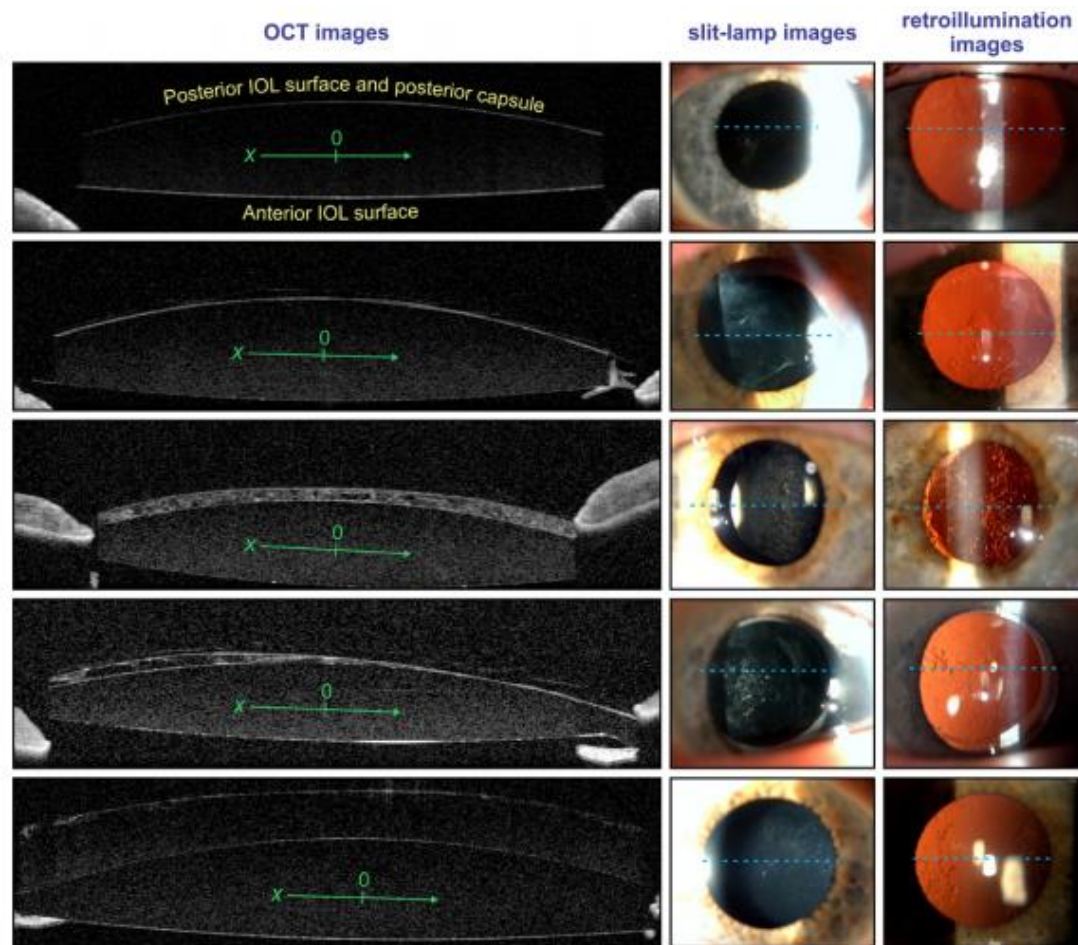 OCT images
slit-lamp images
retroillumination
images
Posterior IOL surface and posterior capsule
0
x
Anterior IOL surface
0
x
0
x
0
x
0
x